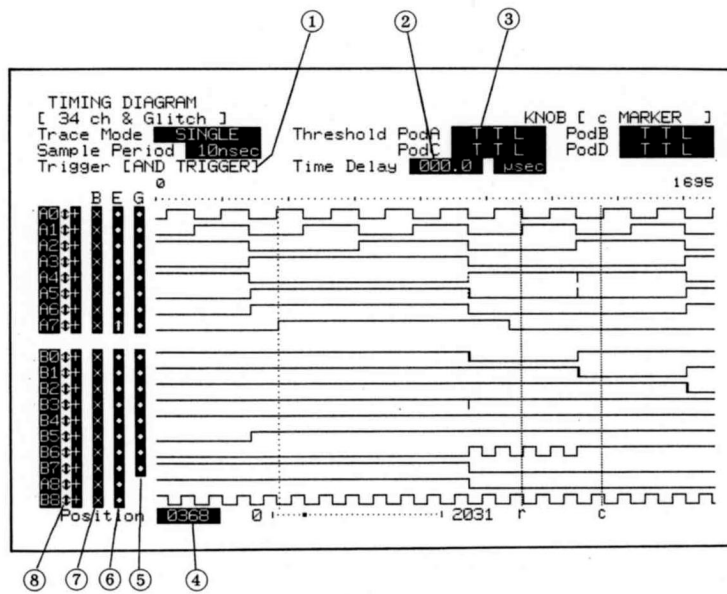 ① ② ③
TIMING DIAGRAM
[ 34 ch & Glitch ] KNOB [ c MARKER ]
Trace Mode SINGLE Threshold PodA T T L PodB T T L
Sample Period 10nsec PodC T T L PodD T T L
Trigger [AND TRIGGER] Time Delay 000.0 µsec
0 1695
B E G
A0↕+ ×
A1↕+ ×
A2↕+ ×
A3↕+ ×
A4↕+ ×
A5↕+ ×
A6↕+ ×
A7↕+ × ↑
B0↕+ ×
B1↕+ ×
B2↕+ ×
B3↕+ ×
B4↕+ ×
B5↕+ ×
B6↕+ ×
B7↕+ ×
A8↕+ ×
B8↕+ ×
Position 0368 0 2031 r c
⑧ ⑦ ⑥ ⑤ ④